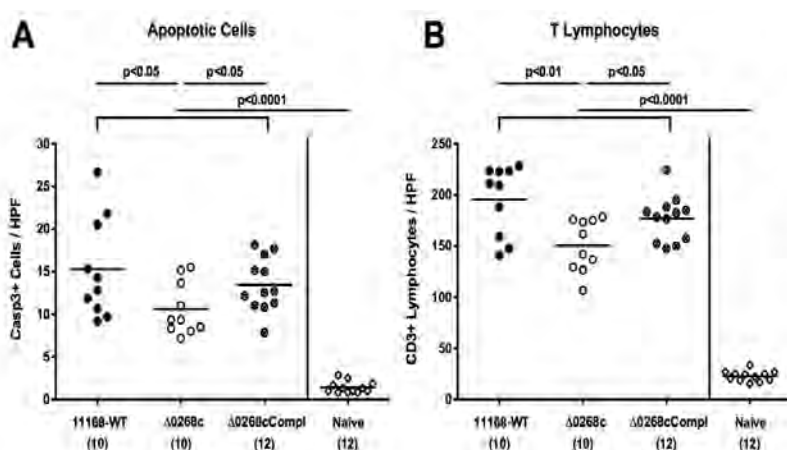 A
Apoptotic Cells
p<0.05
p<0.05
p<0.0001
30
25
20
15
10
5
0
Casp3+ Cells / HPF
11168-WT
Δ0268c
Δ0268cCompl
Naive
(10)
(10)
(12)
(12)
B
T Lymphocytes
p<0.01
p<0.05
p<0.0001
250
200
150
100
50
0
CD3+ Lymphocytes / HPF
11168-WT
Δ0268c
Δ0268cCompl
Naive
(10)
(10)
(12)
(12)